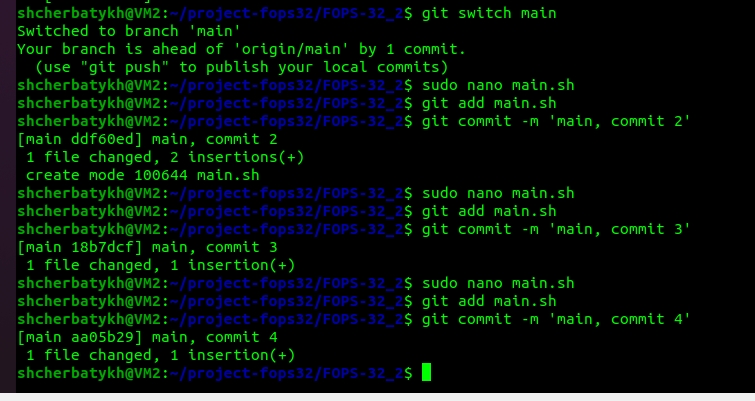 shcherbatykh@VM2:~/project-fops32/FOPS-32_2$ git switch main
Switched to branch 'main'
Your branch is ahead of 'origin/main' by 1 commit.
  (use "git push" to publish your local commits)
shcherbatykh@VM2:~/project-fops32/FOPS-32_2$ sudo nano main.sh
shcherbatykh@VM2:~/project-fops32/FOPS-32_2$ git add main.sh
shcherbatykh@VM2:~/project-fops32/FOPS-32_2$ git commit -m 'main, commit 2'
[main ddf60ed] main, commit 2
 1 file changed, 2 insertions(+)
 create mode 100644 main.sh
shcherbatykh@VM2:~/project-fops32/FOPS-32_2$ sudo nano main.sh
shcherbatykh@VM2:~/project-fops32/FOPS-32_2$ git add main.sh
shcherbatykh@VM2:~/project-fops32/FOPS-32_2$ git commit -m 'main, commit 3'
[main 18b7dcf] main, commit 3
 1 file changed, 1 insertion(+)
shcherbatykh@VM2:~/project-fops32/FOPS-32_2$ sudo nano main.sh
shcherbatykh@VM2:~/project-fops32/FOPS-32_2$ git add main.sh
shcherbatykh@VM2:~/project-fops32/FOPS-32_2$ git commit -m 'main, commit 4'
[main aa05b29] main, commit 4
 1 file changed, 1 insertion(+)
shcherbatykh@VM2:~/project-fops32/FOPS-32_2$